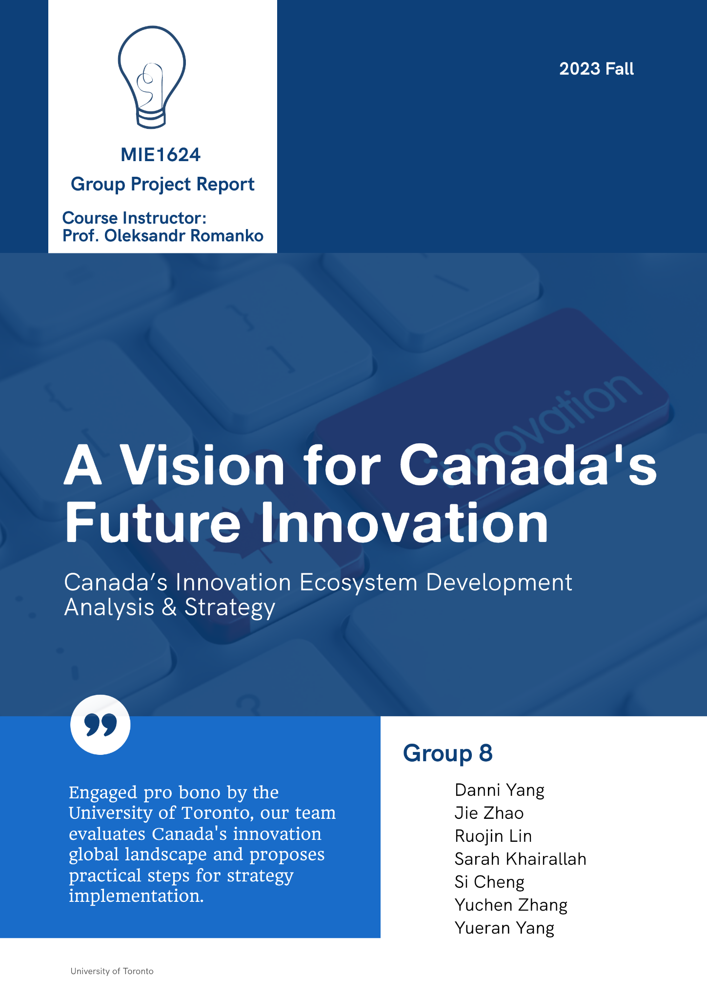 2023 Fall
MIE1624
Group Project Report
Course Instructor:
Prof. Oleksandr Romanko
innovation
A Vision for Canada's
Future Innovation
Canada’s Innovation Ecosystem Development
Analysis & Strategy
”
Engaged pro bono by the
University of Toronto, our team
evaluates Canada's innovation
global landscape and proposes
practical steps for strategy
implementation.
Group 8
Danni Yang
Jie Zhao
Ruojin Lin
Sarah Khairallah
Si Cheng
Yuchen Zhang
Yueran Yang
University of Toronto